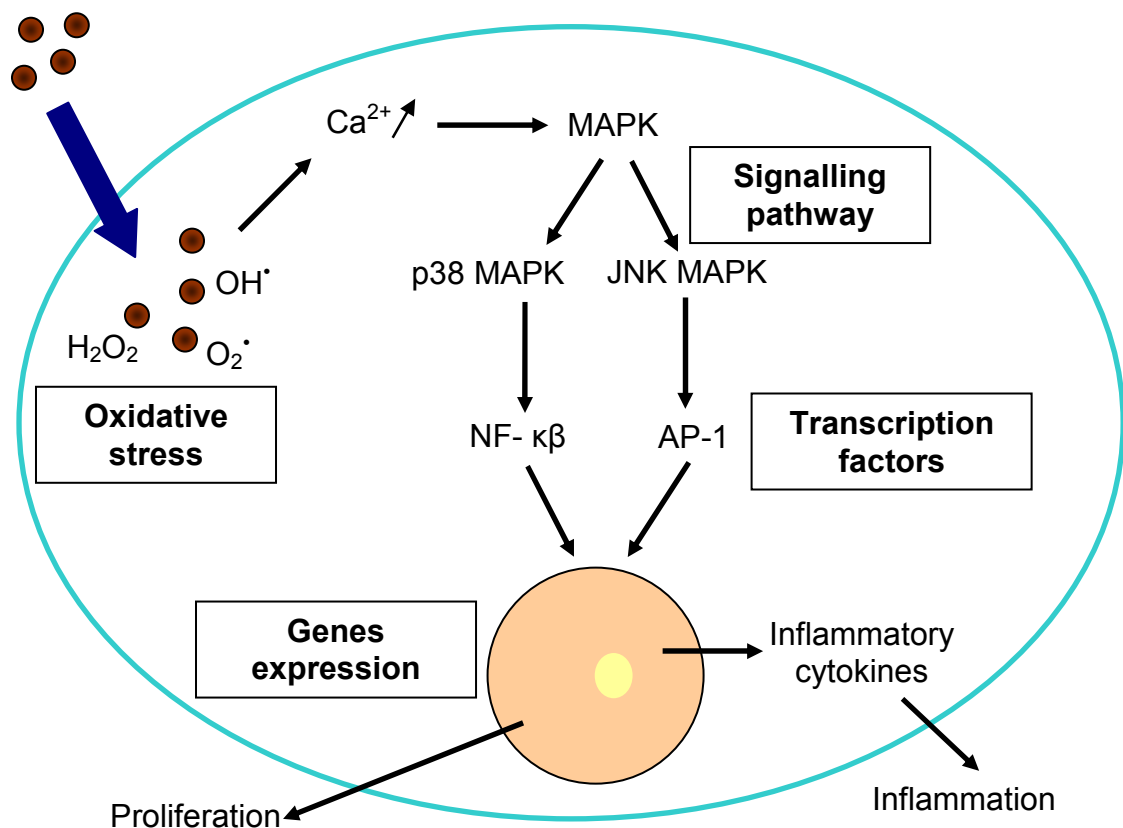 Ca²⁺
MAPK
Signalling
pathway
p38 MAPK
JNK MAPK
OH˙
H₂O₂
O₂˙
Oxidative
stress
NF- κβ
AP-1
Transcription
factors
Genes
expression
Inflammatory
cytokines
Proliferation
Inflammation